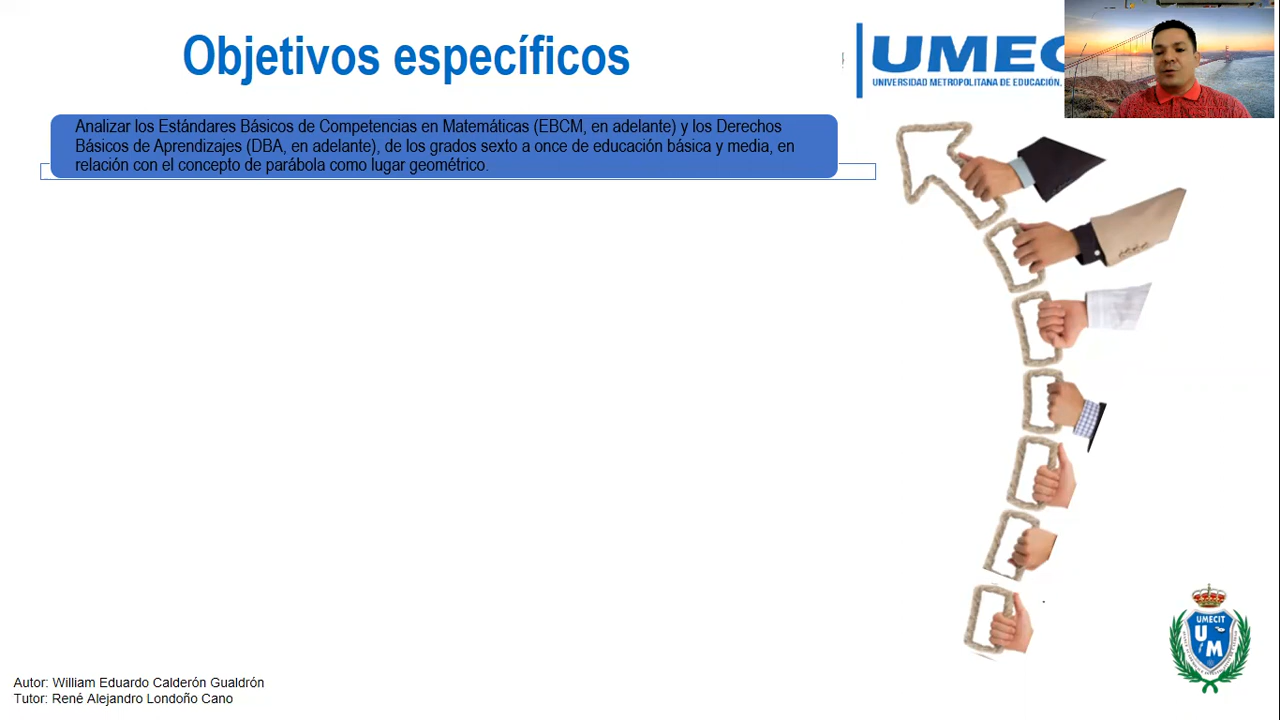 Objetivos específicos
UMEC
UNIVERSIDAD METROPOLITANA DE EDUCACIÓN,
Analizar los Estándares Básicos de Competencias en Matemáticas (EBCM, en adelante) y los Derechos
Básicos de Aprendizajes (DBA, en adelante), de los grados sexto a once de educación básica y media, en
relación con el concepto de parábola como lugar geométrico.
UMECIT
U
M
Autor: William Eduardo Calderón Gualdrón
Tutor: René Alejandro Londoño Cano